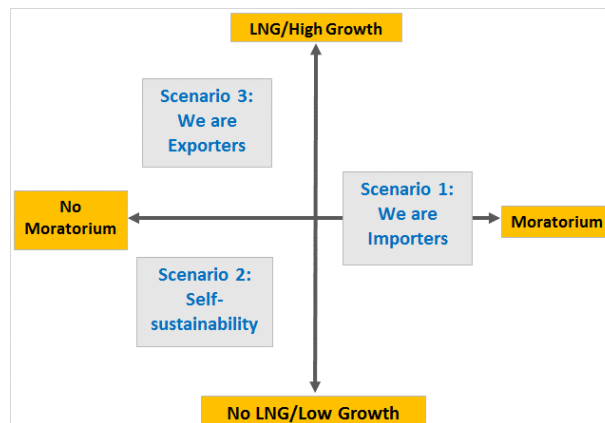 LNG/High Growth
Scenario 3:
We are
Exporters
Scenario 1:
We are
Importers
No
Moratorium
Moratorium
Scenario 2:
Self-
sustainability
No LNG/Low Growth